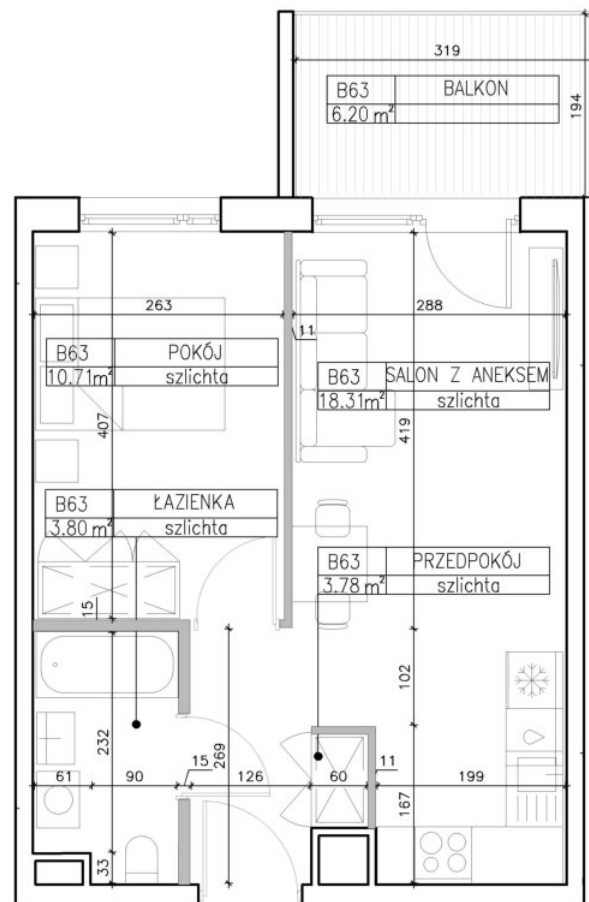 319
B63 BALKON
6.20 m²
194
263
288
11
B63 POKÓJ
10.71m² szlichta
B63 SALON Z ANEKSEM
18.31m² szlichta
407
419
B63 ŁAZIENKA
3.80 m² szlichta
B63 PRZEDPOKÓJ
3.78 m² szlichta
15
102
232
269
61
90
15
126
60
11
199
167
33